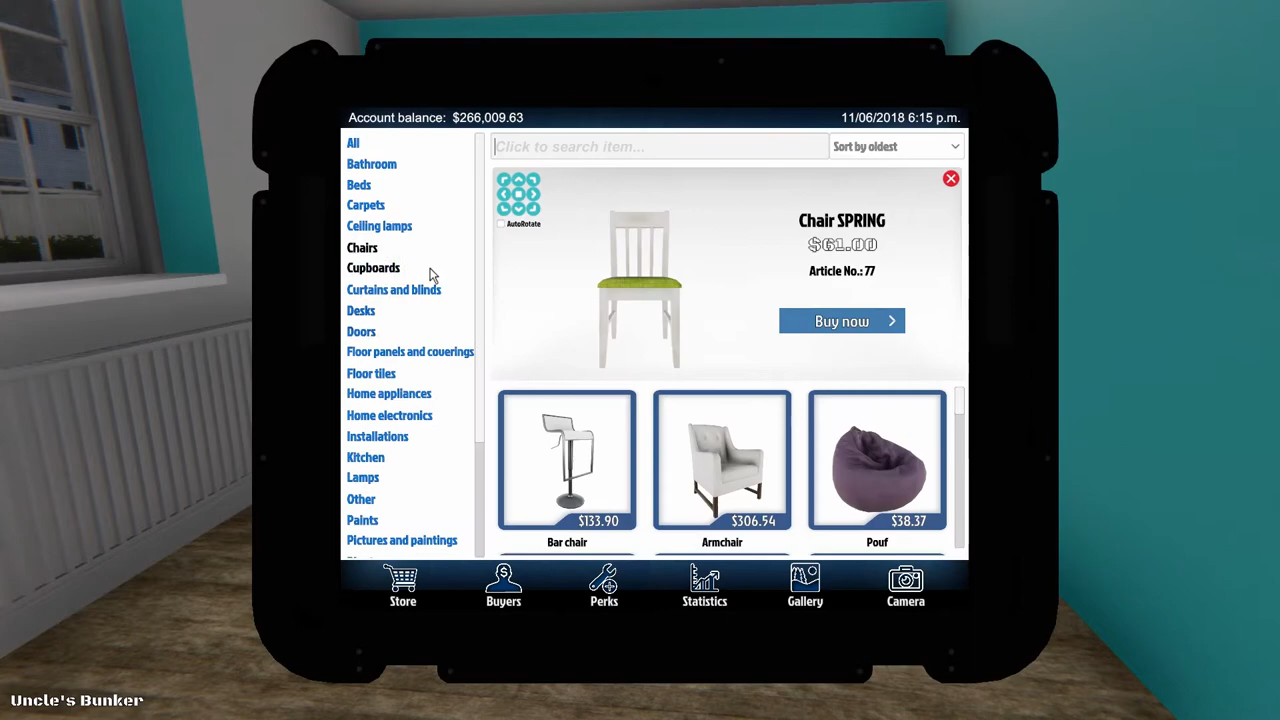 Account balance: $266,009.63
11/06/2018 6:15 p.m.
All
Bathroom
Beds
Carpets
Ceiling lamps
Chairs
Cupboards
Curtains and blinds
Desks
Doors
Floor panels and coverings
Floor tiles
Home appliances
Home electronics
Installations
Kitchen
Lamps
Other
Paints
Pictures and paintings
Click to search item...
Sort by oldest
AutoRotate
Chair SPRING
$61.00
Article No.: 77
Buy now
$133.90
$306.54
$38.37
Bar chair
Armchair
Pouf
Store
Buyers
Perks
Statistics
Gallery
Camera
Uncle's Bunker